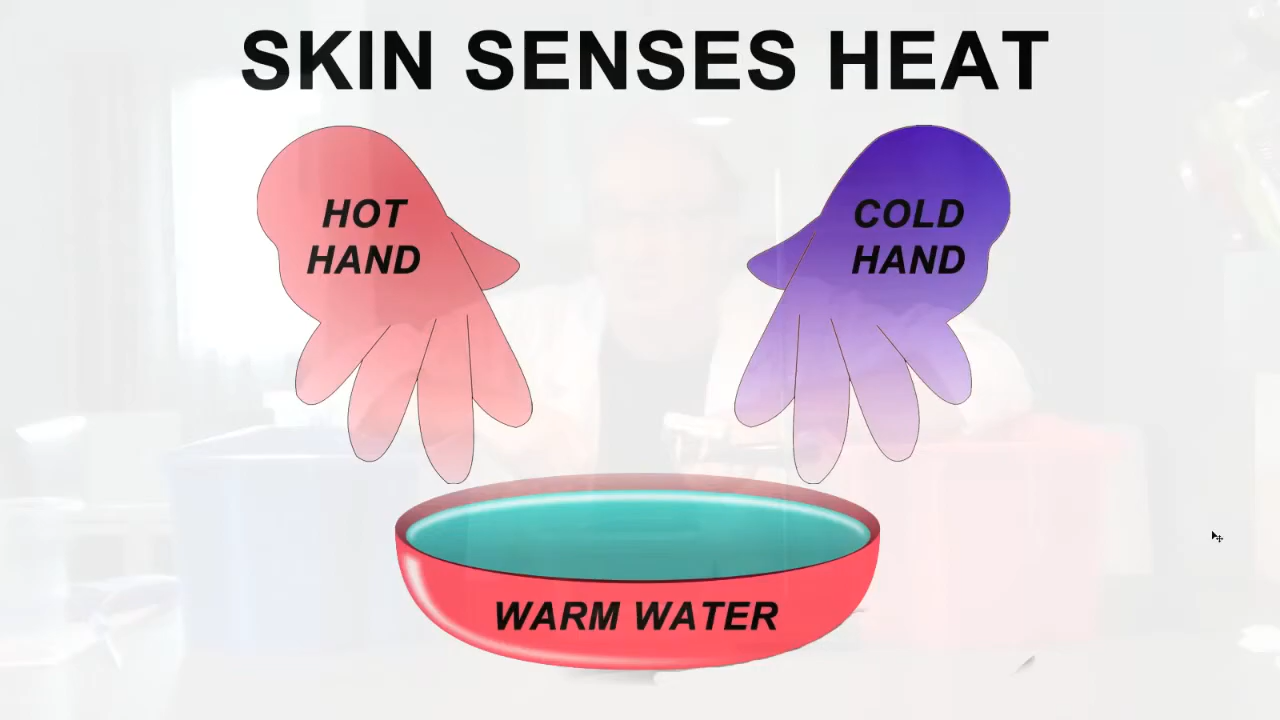 SKIN SENSES HEAT
HOT
HAND
COLD
HAND
WARM WATER